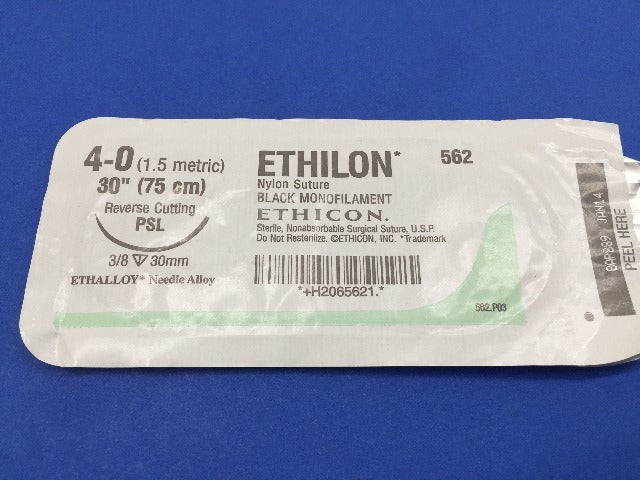 4-0 (1.5 metric)
30" (75 cm)
Reverse Cutting
PSL
3/8 ▽ 30mm
ETHALLOY* Needle Alloy
ETHILON* 562
Nylon Suture
BLACK MONOFILAMENT
ETHICON.
Sterile, Nonabsorbable Surgical Suture, U.S.P.
Do Not Resterilize. ©ETHICON, INC. *Trademark
*+H2065621.*
562.P03
PEEL HERE